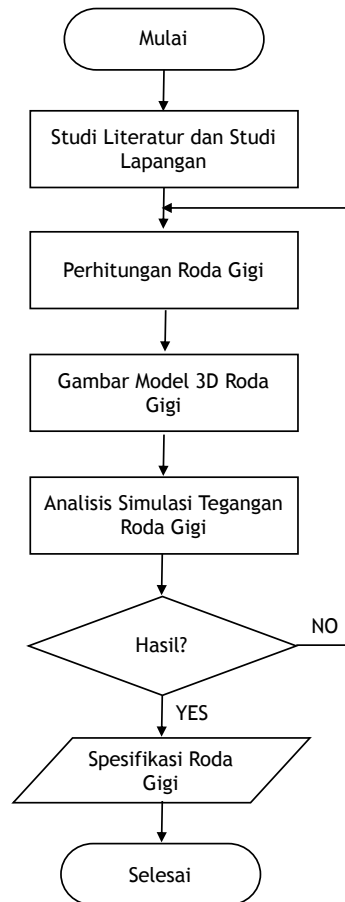 Mulai
Studi Literatur dan Studi
Lapangan
Perhitungan Roda Gigi
Gambar Model 3D Roda
Gigi
Analisis Simulasi Tegangan
Roda Gigi
Hasil?
NO
YES
Spesifikasi Roda
Gigi
Selesai